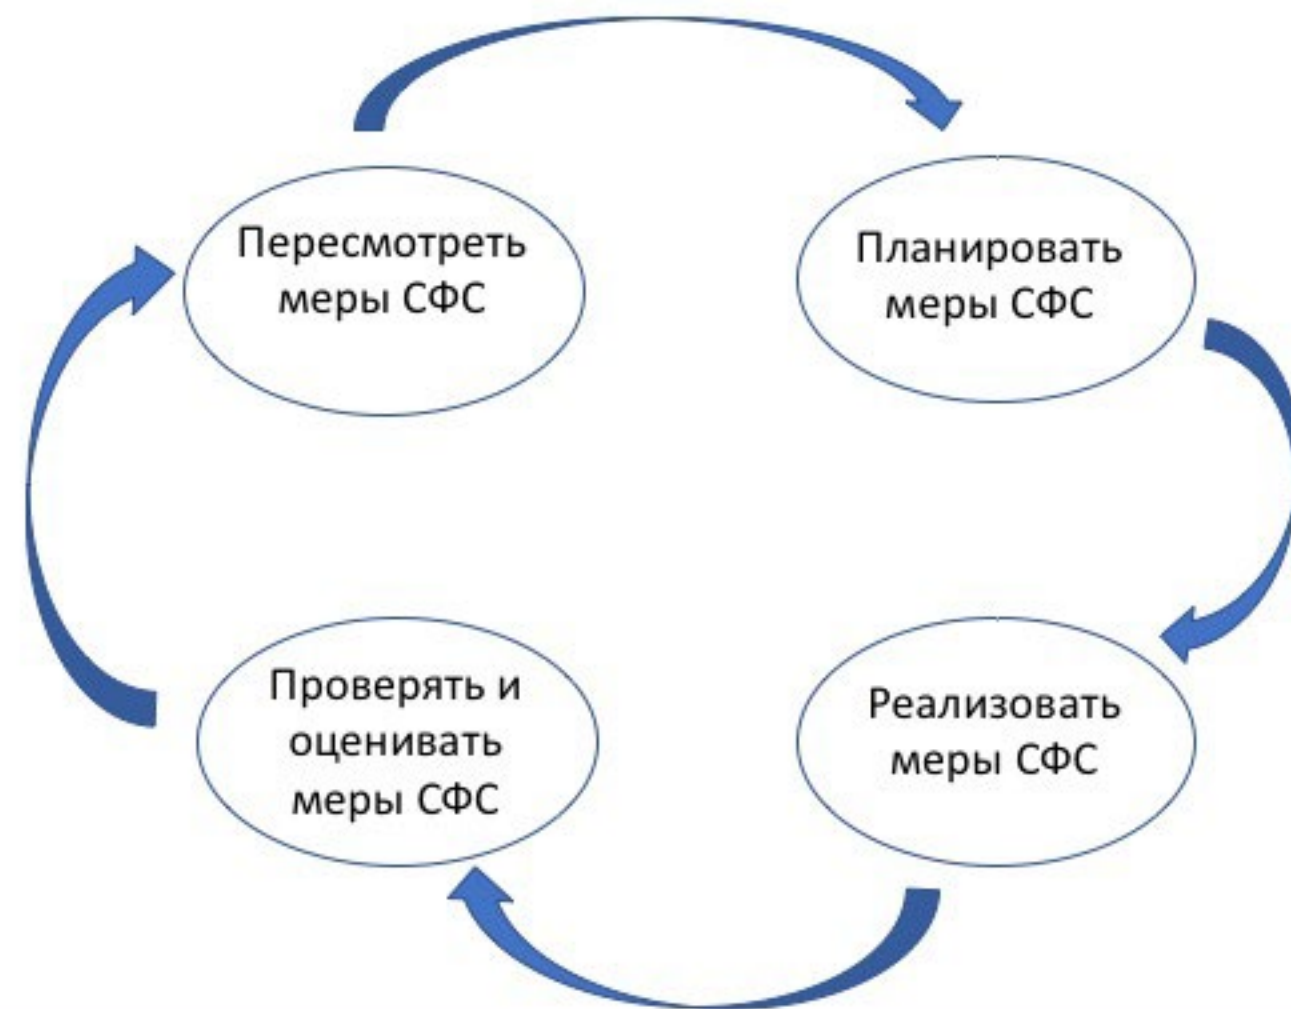 Пересмотреть
меры СФС
Планировать
меры СФС
Проверять и
оценивать
меры СФС
Реализовать
меры СФС